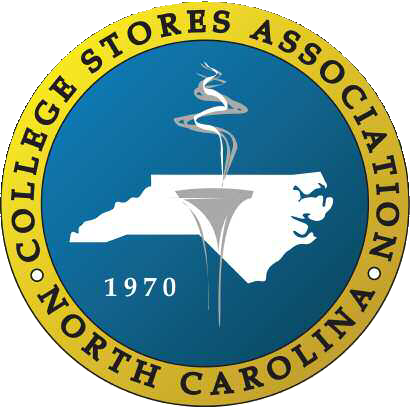 COLLEGE STORES ASSOCIATION
1970
NORTH CAROLINA